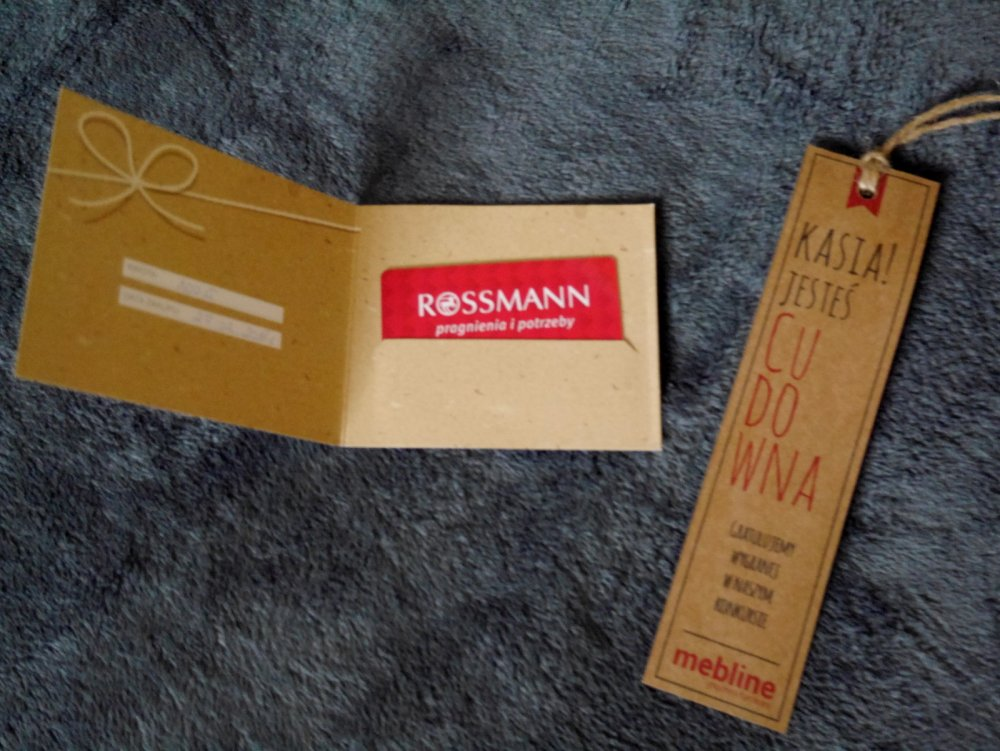 ROSSMANN
pragnienia i potrzeby
KASIA!
JESTEŚ
CU
DO
WNA
GRATULUJEMY
WYGRANEJ
W NASZYM
KONKURSIE
mebline